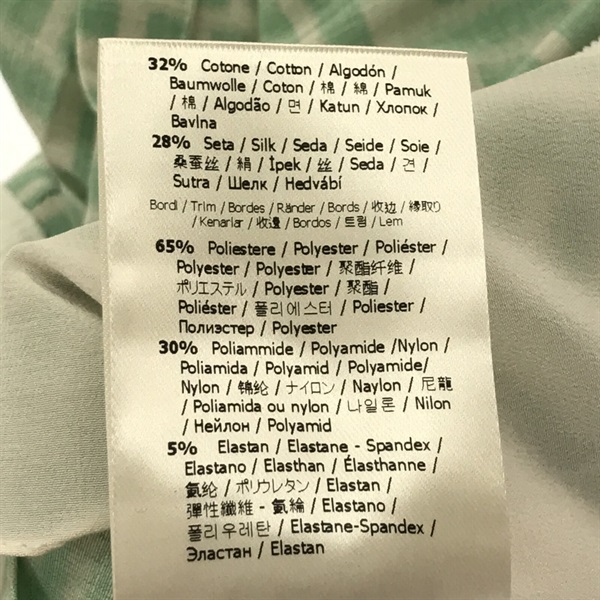 32% Cotone / Cotton / Algodón /
Baumwolle / Coton / 棉 / 綿 / Pamuk
/ 棉 / Algodão / 면 / Katun / Хлопок /
Bavlna
28% Seta / Silk / Seda / Seide / Soie /
桑蚕丝 / 絹 / İpek / 丝 / Seda / 견 /
Sutra / Шелк / Hedvábí
Bordi / Trim / Bordes / Ränder / Bords / 收边 / 縁取り
/ Kenarlar / 收邊 / Bordos / 트림 / Lem
65% Poliestere / Polyester / Poliéster /
Polyester / Polyester / 聚酯纤维 /
ポリエステル / Polyester / 聚酯 /
Poliéster / 폴리에스터 / Poliester /
Полиэстер / Polyester
30% Poliammide / Polyamide /Nylon /
Poliamida / Polyamid / Polyamide/
Nylon / 锦纶 / ナイロン / Naylon / 尼龍
/ Poliamida ou nylon / 나일론 / Nilon
/ Нейлон / Polyamid
5% Elastan / Elastane - Spandex /
Elastano / Elasthan / Élasthanne /
氨纶 / ポリウレタン / Elastan /
彈性纖維 - 氨綸 / Elastano /
폴리우레탄 / Elastane-Spandex /
Эластан / Elastan